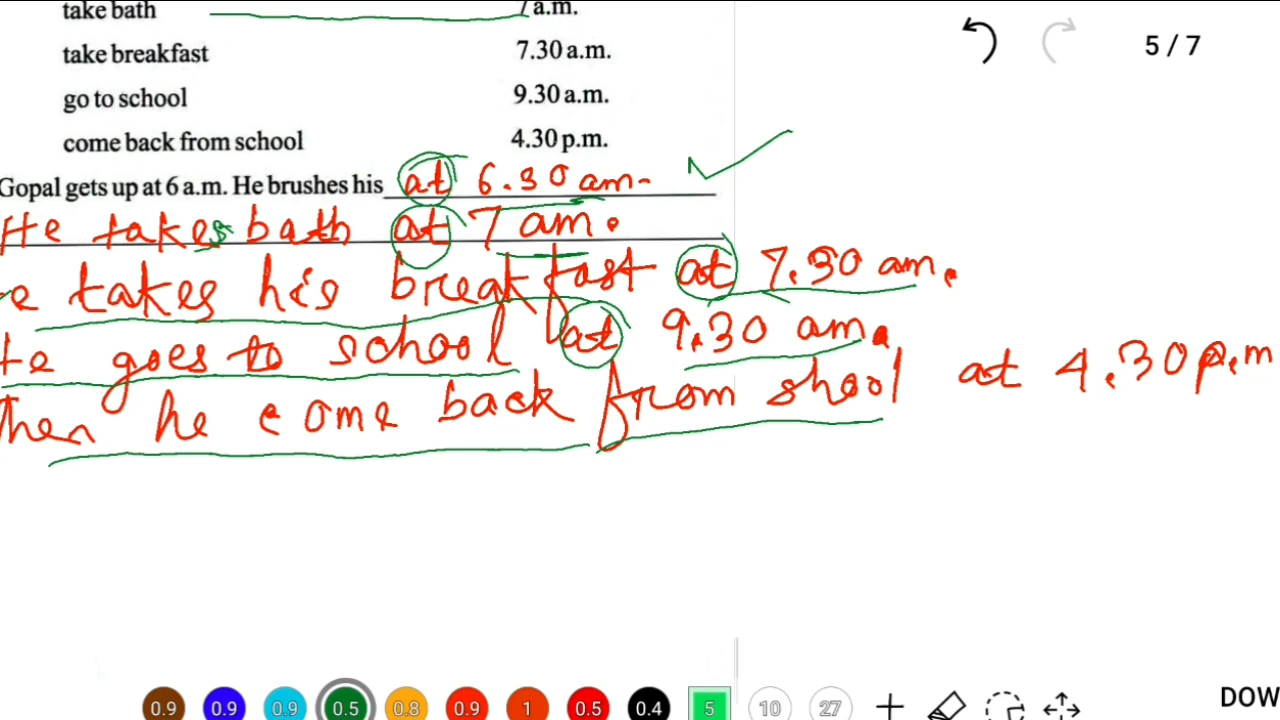 take bath 7 a.m.
5 / 7
take breakfast 7.30 a.m.
go to school 9.30 a.m.
come back from school 4.30 p.m.
Gopal gets up at 6 a.m. He brushes his at 6.30 am.
He takes bath at 7 am.
e takes his breakfast at 7.30 am.
He goes to school at 9.30 am.
Then he come back from shool at 4.30 p.m
0.9 0.9 0.9 0.5 0.8 0.9 1 0.5 0.4 5 10 27
DOW